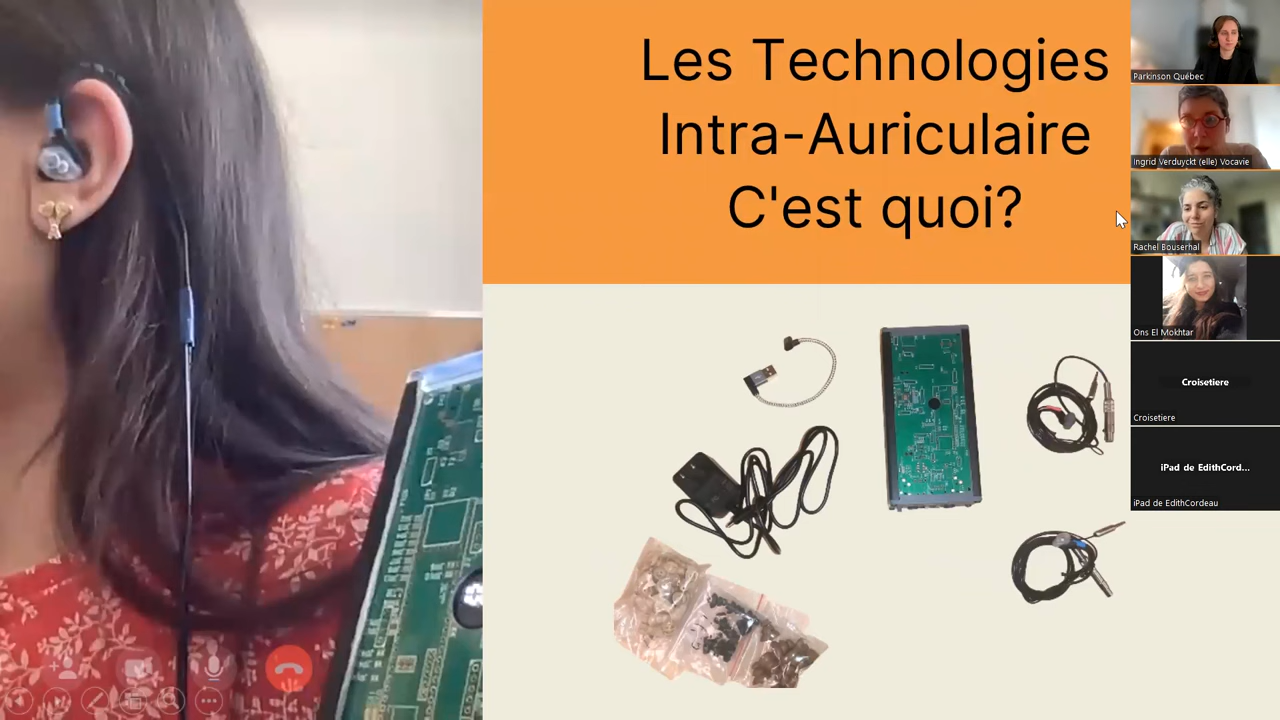 Les Technologies
Intra-Auriculaire
C'est quoi?
Parkinson Québec
Ingrid Verduyckt (elle) Vocavie
Rachel Bouserhal
Ons El Mokhtar
Croisetiere
Croisetiere
iPad de EdithCord...
iPad de EdithCordeau